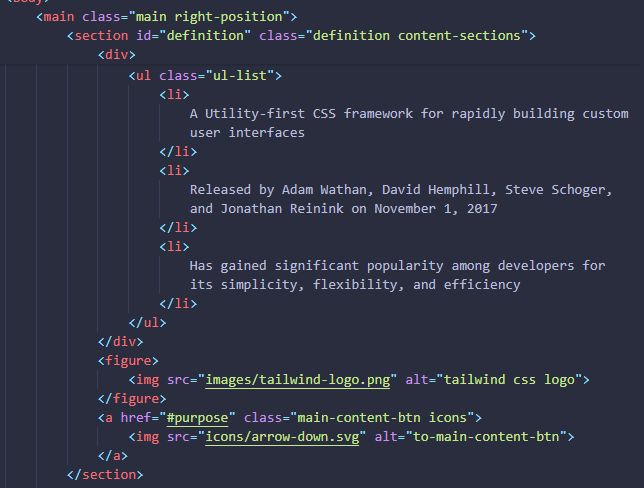 <body>
<main class="main right-position">
<section id="definition" class="definition content-sections">
<div>
<ul class="ul-list">
<li>
A Utility-first CSS framework for rapidly building custom
user interfaces
</li>
<li>
Released by Adam Wathan, David Hemphill, Steve Schoger,
and Jonathan Reinink on November 1, 2017
</li>
<li>
Has gained significant popularity among developers for
its simplicity, flexibility, and efficiency
</li>
</ul>
</div>
<figure>
<img src="images/tailwind-logo.png" alt="tailwind css logo">
</figure>
<a href="#purpose" class="main-content-btn icons">
<img src="icons/arrow-down.svg" alt="to-main-content-btn">
</a>
</section>